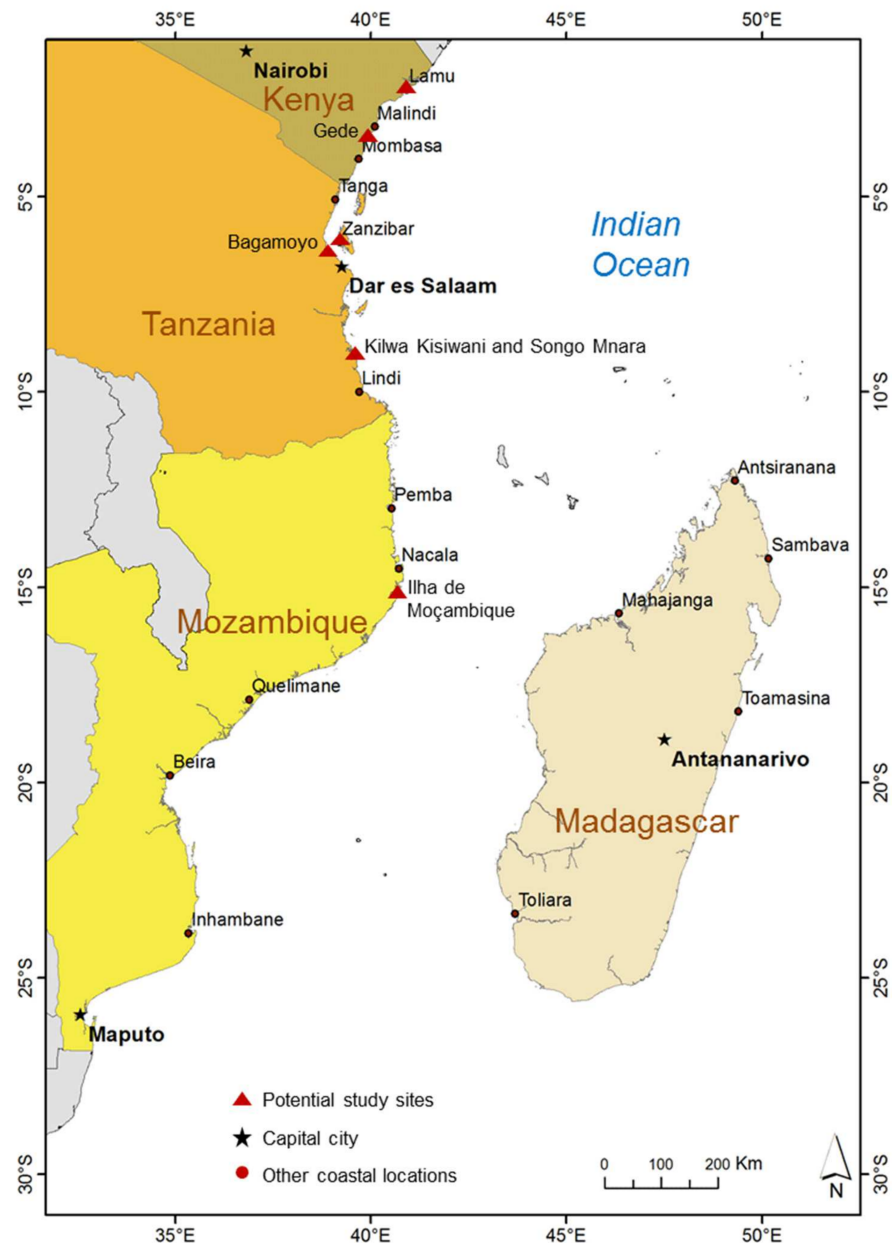 35°E 40°E 45°E 50°E
Nairobi
Kenya
Lamu
Malindi
Gede
Mombasa
Tanga
5°S 5°S
Zanzibar
Bagamoyo
Indian
Ocean
Dar es Salaam
Tanzania
Kilwa Kisiwani and Songo Mnara
Lindi
10°S 10°S
Antsiranana
Pemba
Sambava
Nacala
15°S 15°S
Ilha de
Moçambique
Mahajanga
Mozambique
Quelimane
Toamasina
Beira
Antananarivo
20°S 20°S
Madagascar
Toliara
Inhambane
25°S 25°S
Maputo
Potential study sites
Capital city
Other coastal locations
0 100 200 Km
N
30°S 30°S
35°E 40°E 45°E 50°E